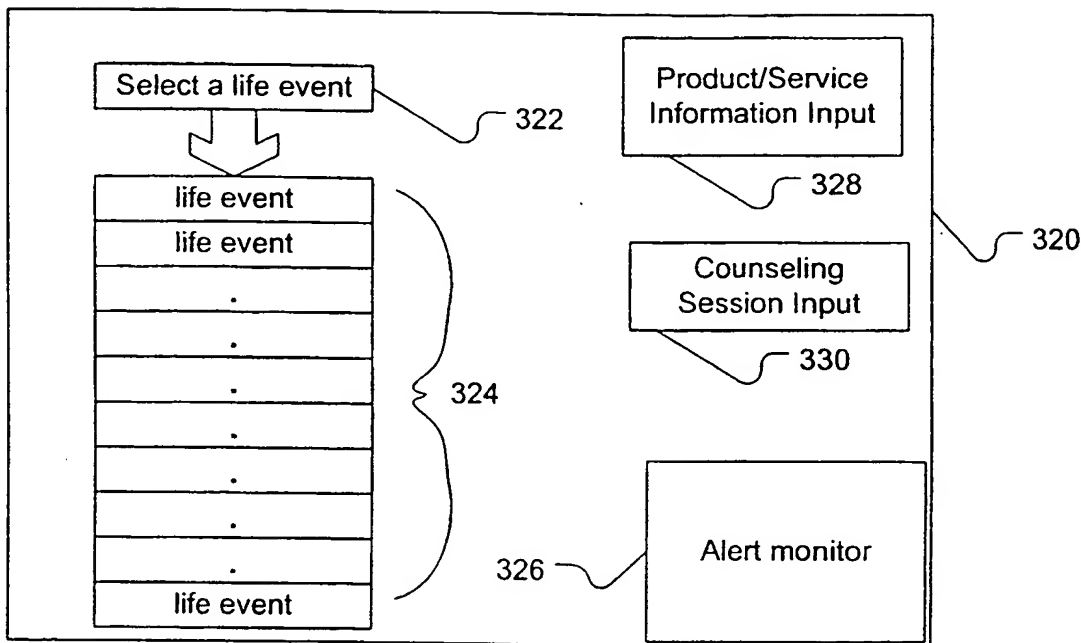 Select a life event
322
life event
life event
.
.
.
.
.
.
.
life event
324
Product/Service
Information Input
328
320
Counseling
Session Input
330
326
Alert monitor